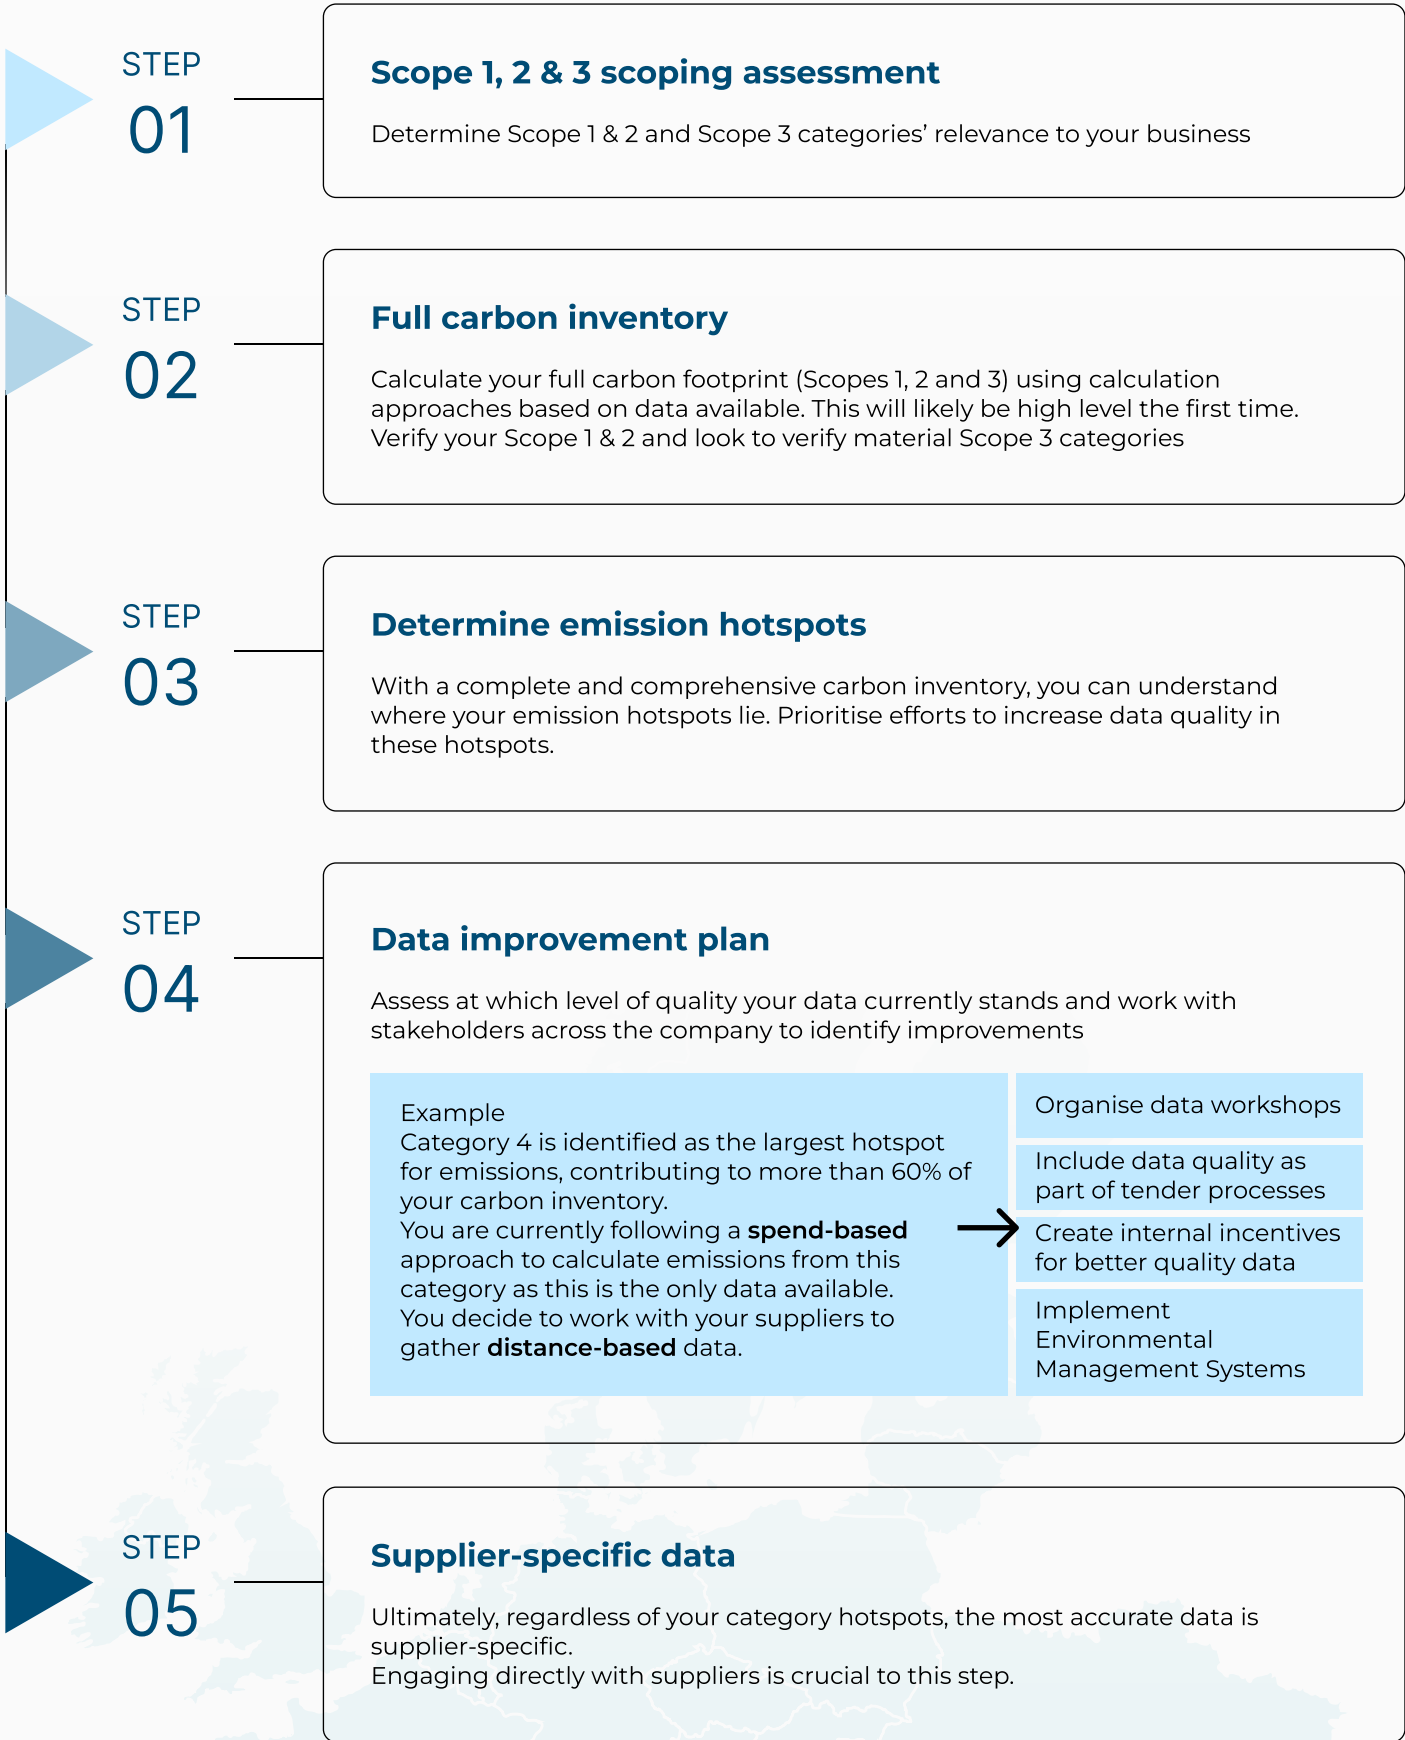 STEP
01
Scope 1, 2 & 3 scoping assessment
Determine Scope 1 & 2 and Scope 3 categories’ relevance to your business
STEP
02
Full carbon inventory
Calculate your full carbon footprint (Scopes 1, 2 and 3) using calculation
approaches based on data available. This will likely be high level the first time.
Verify your Scope 1 & 2 and look to verify material Scope 3 categories
STEP
03
Determine emission hotspots
With a complete and comprehensive carbon inventory, you can understand
where your emission hotspots lie. Prioritise efforts to increase data quality in
these hotspots.
STEP
04
Data improvement plan
Assess at which level of quality your data currently stands and work with
stakeholders across the company to identify improvements
Example
Category 4 is identified as the largest hotspot
for emissions, contributing to more than 60% of
your carbon inventory.
You are currently following a spend-based
approach to calculate emissions from this
category as this is the only data available.
You decide to work with your suppliers to
gather distance-based data.
Organise data workshops
Include data quality as
part of tender processes
Create internal incentives
for better quality data
Implement
Environmental
Management Systems
STEP
05
Supplier-specific data
Ultimately, regardless of your category hotspots, the most accurate data is
supplier-specific.
Engaging directly with suppliers is crucial to this step.